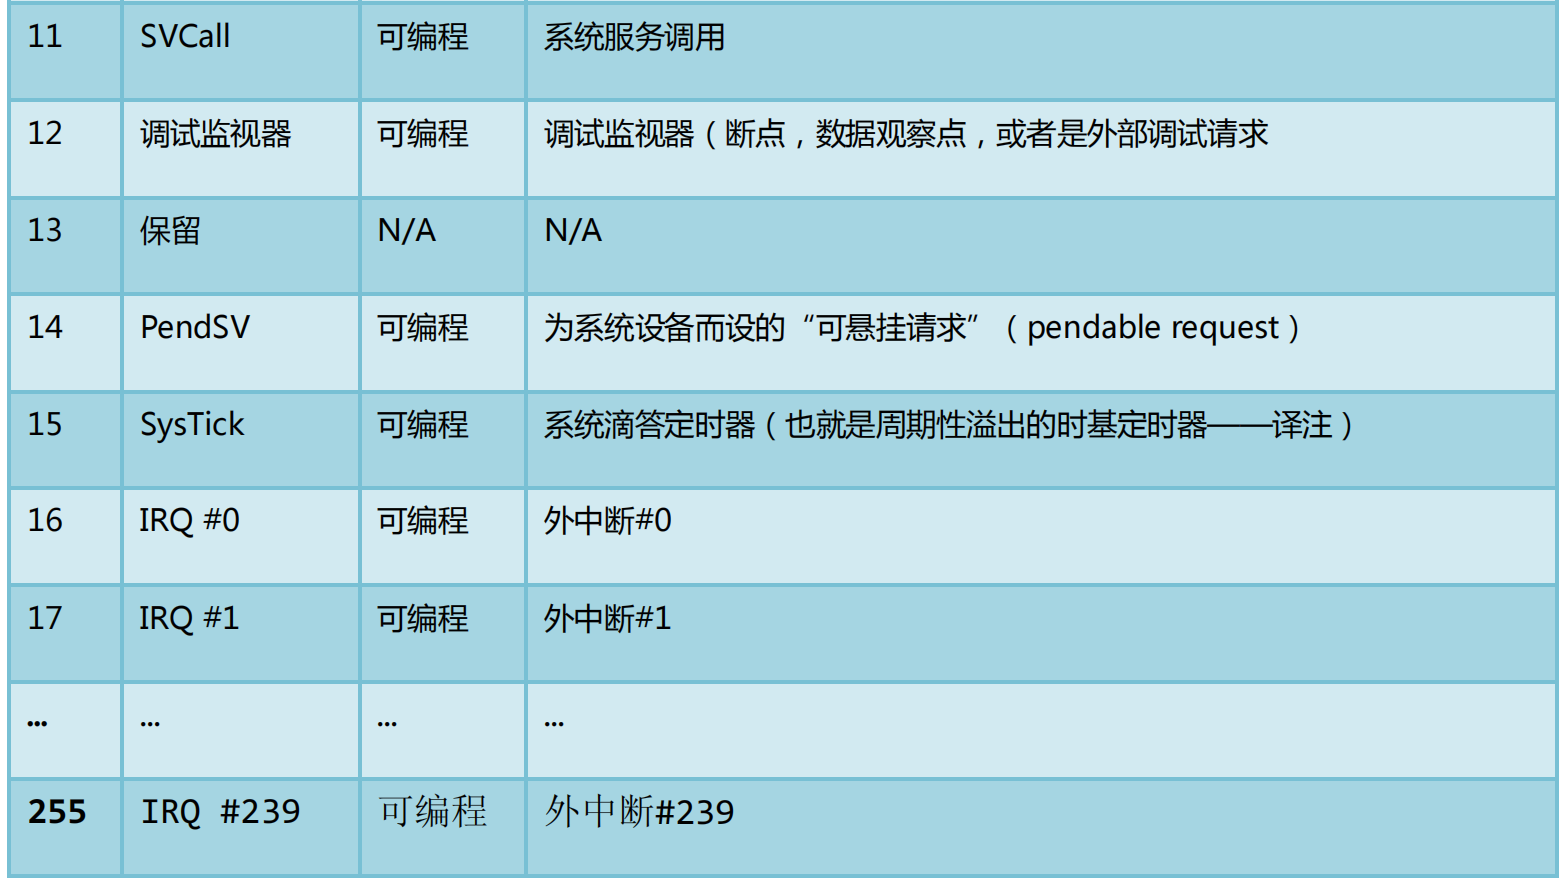 11 SVCall 可编程 系统服务调用
12 调试监视器 可编程 调试监视器（断点，数据观察点，或者是外部调试请求
13 保留 N/A N/A
14 PendSV 可编程 为系统设备而设的“可悬挂请求”（pendable request）
15 SysTick 可编程 系统滴答定时器（也就是周期性溢出的时基定时器——译注）
16 IRQ #0 可编程 外中断#0
17 IRQ #1 可编程 外中断#1
... ... ... ...
255 IRQ #239 可编程 外中断#239